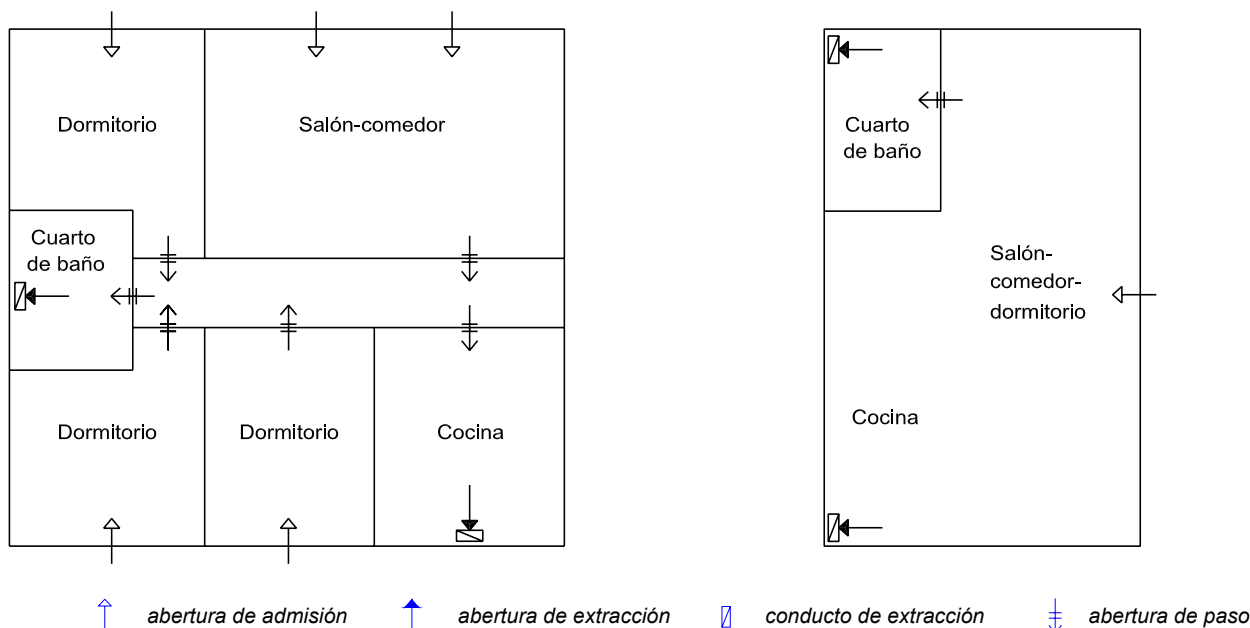 Dormitorio
Salón-comedor
Cuarto
de baño
Dormitorio
Dormitorio
Cocina
Cuarto
de baño
Salón-
comedor-
dormitorio
Cocina
abertura de admisión
abertura de extracción
conducto de extracción
abertura de paso